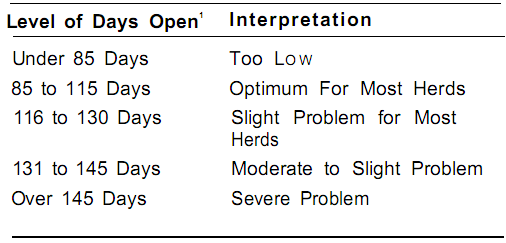 Level of Days Open¹ Interpretation
Under 85 Days Too Low
85 to 115 Days Optimum For Most Herds
116 to 130 Days Slight Problem for Most
Herds
131 to 145 Days Moderate to Slight Problem
Over 145 Days Severe Problem